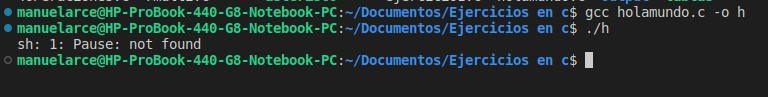 manuelarce@HP-ProBook-440-G8-Notebook-PC:~/Documentos/Ejercicios en c$ gcc holamundo.c -o h
manuelarce@HP-ProBook-440-G8-Notebook-PC:~/Documentos/Ejercicios en c$ ./h
sh: 1: Pause: not found
manuelarce@HP-ProBook-440-G8-Notebook-PC:~/Documentos/Ejercicios en c$